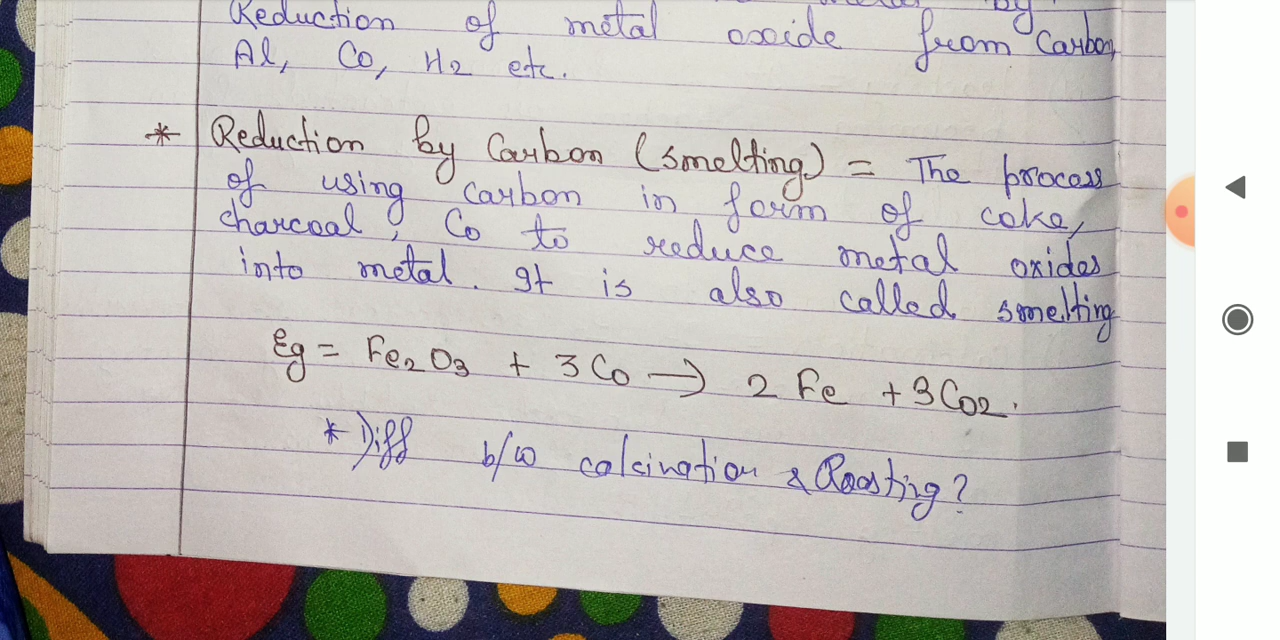 by
Reduction of metal oxide from Carbon,
Al, Co, H2 etc.
* Reduction by Carbon (smelting) = The process
of using carbon in form of coke,
charcoal, Co to reduce metal oxides
into metal. It is also called smelting
Eg = Fe2O3 + 3Co → 2Fe + 3Co2.
* Diff b/w calcination & Roasting?